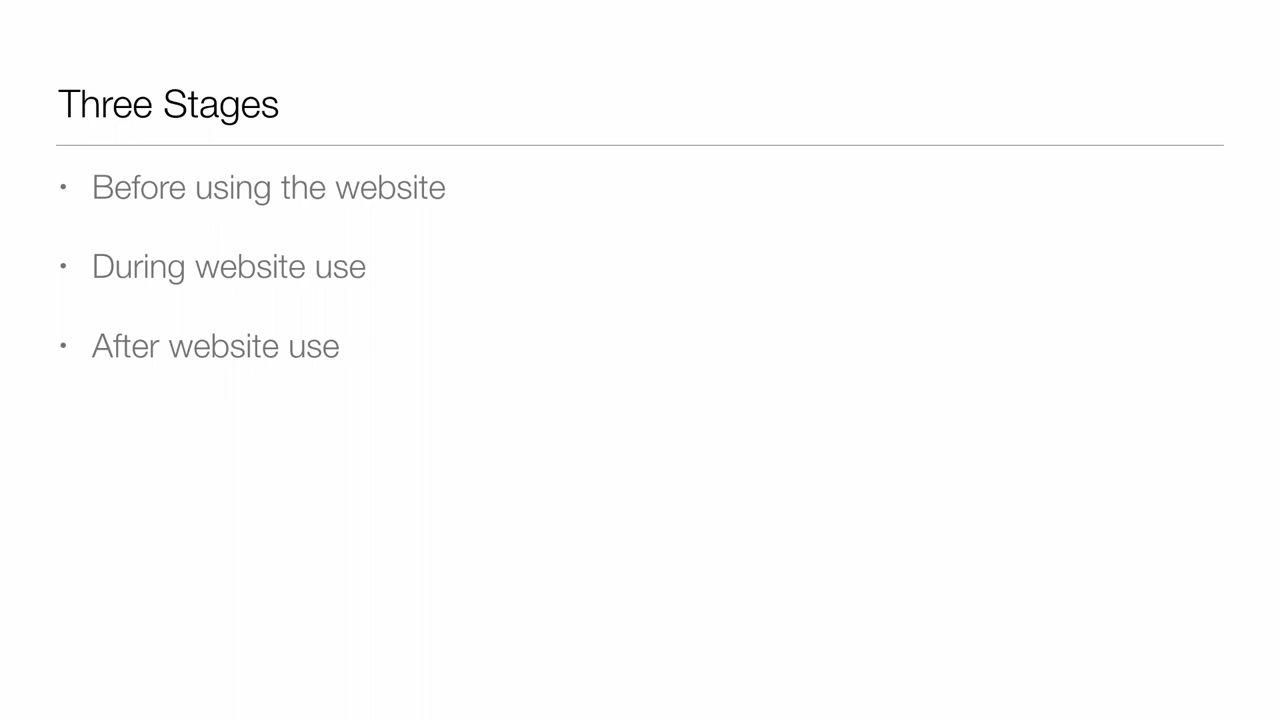 Three Stages
• Before using the website
• During website use
• After website use